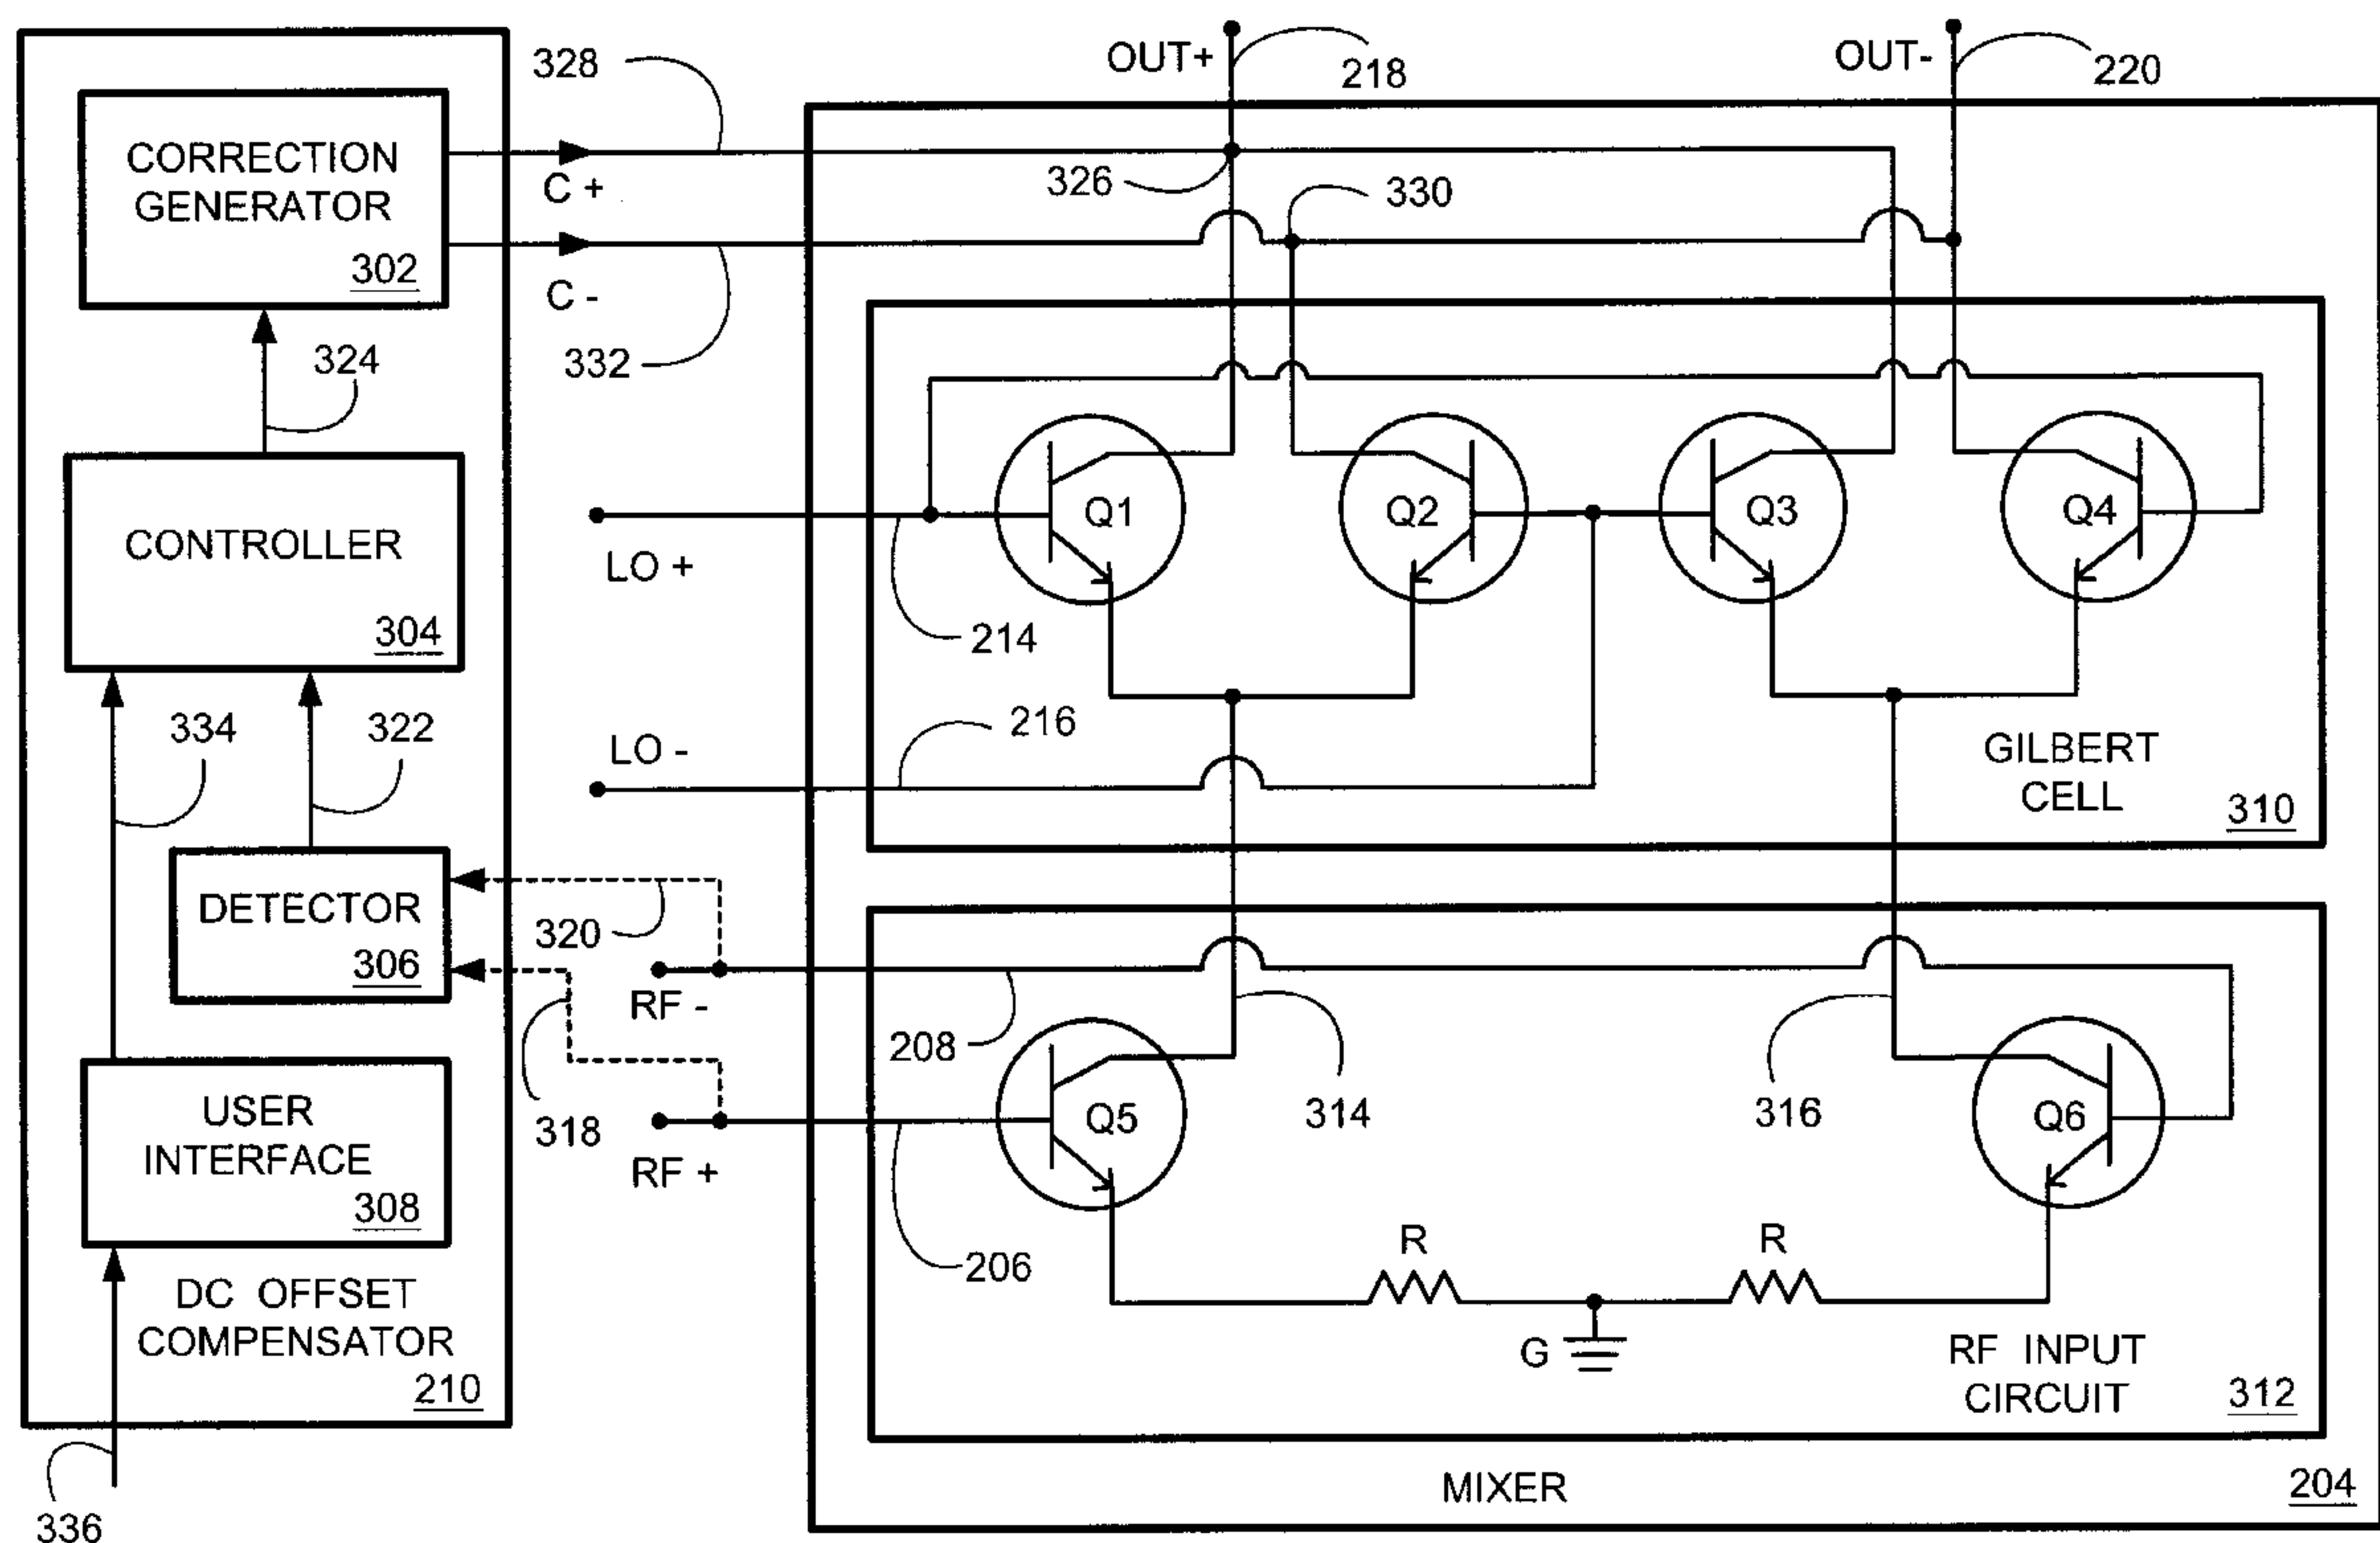 OUT+
218
OUT-
220
328
CORRECTION
GENERATOR
302
C +
326
330
C -
332
324
CONTROLLER
304
LO +
214
Q1
Q2
Q3
Q4
334
322
LO -
216
GILBERT
CELL
310
DETECTOR
306
320
318
RF -
208
RF +
206
Q5
314
316
Q6
USER
INTERFACE
308
R
R
G
RF INPUT
CIRCUIT
312
DC OFFSET
COMPENSATOR
210
336
MIXER
204